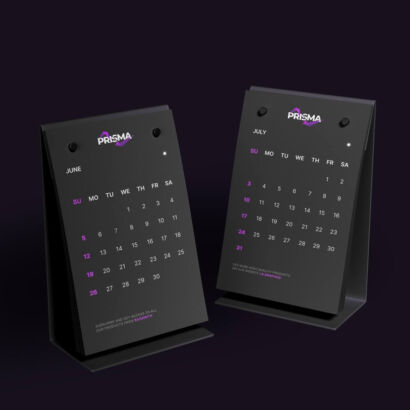 PRISMA
JUNE
SU MO TU WE TH FR SA
1 2 3 4
5 6 7 8 9 10 11
12 13 14 15 16 17 18
19 20 21 22 23 24 25
26 27 28 29 30
PRISMA
JULY
SU MO TU WE TH FR SA
1 2
3 4 5 6 7 8 9
10 11 12 13 14 15 16
17 18 19 20 21 22 23
24 25 26 27 28 29 30
31